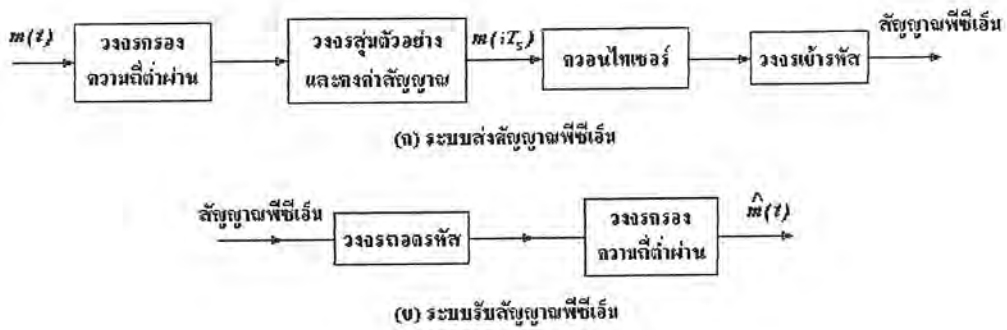 สัญญาณพีซีเอ็ม
m(t)
วงจรกรอง
ความถี่ต่ำผ่าน
วงจรสุ่มตัวอย่าง
และคงค่าสัญญาณ
m(iTs)
ควอนไทเซอร์
วงจรเข้ารหัส
(ก) ระบบส่งสัญญาณพีซีเอ็ม
สัญญาณพีซีเอ็ม
วงจรถอดรหัส
วงจรกรอง
ความถี่ต่ำผ่าน
m̂(t)
(ข) ระบบรับสัญญาณพีซีเอ็ม